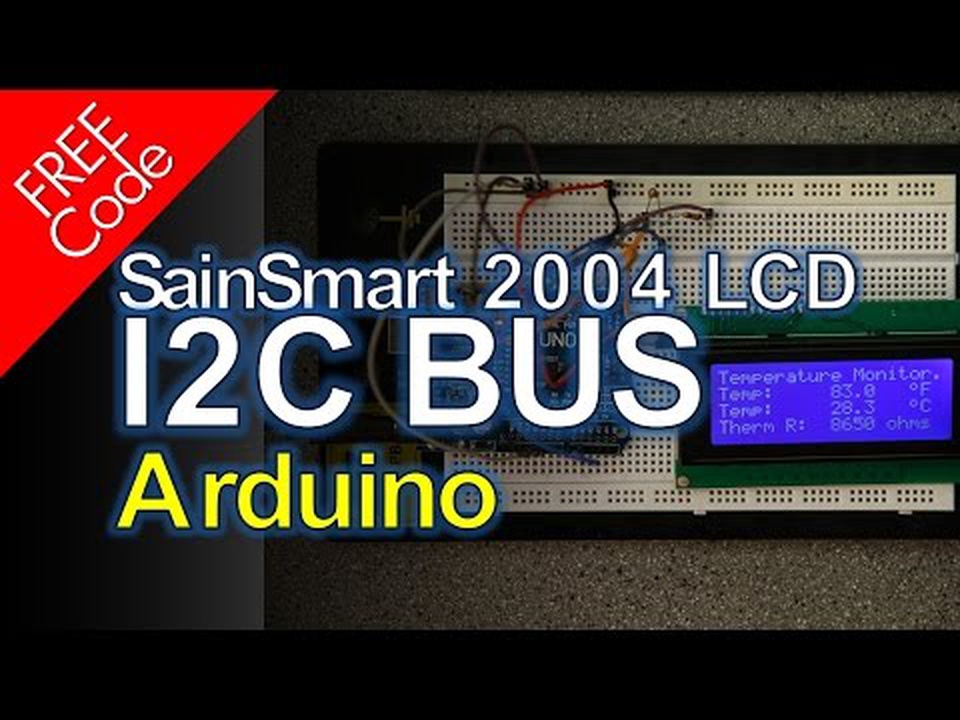 FREE
Code
SainSmart 2004 LCD
I2C BUS
Arduino
UNO
Temperature Monitor.
Temp: 83.0 °F
Temp: 28.3 °C
Therm R: 8650 ohms